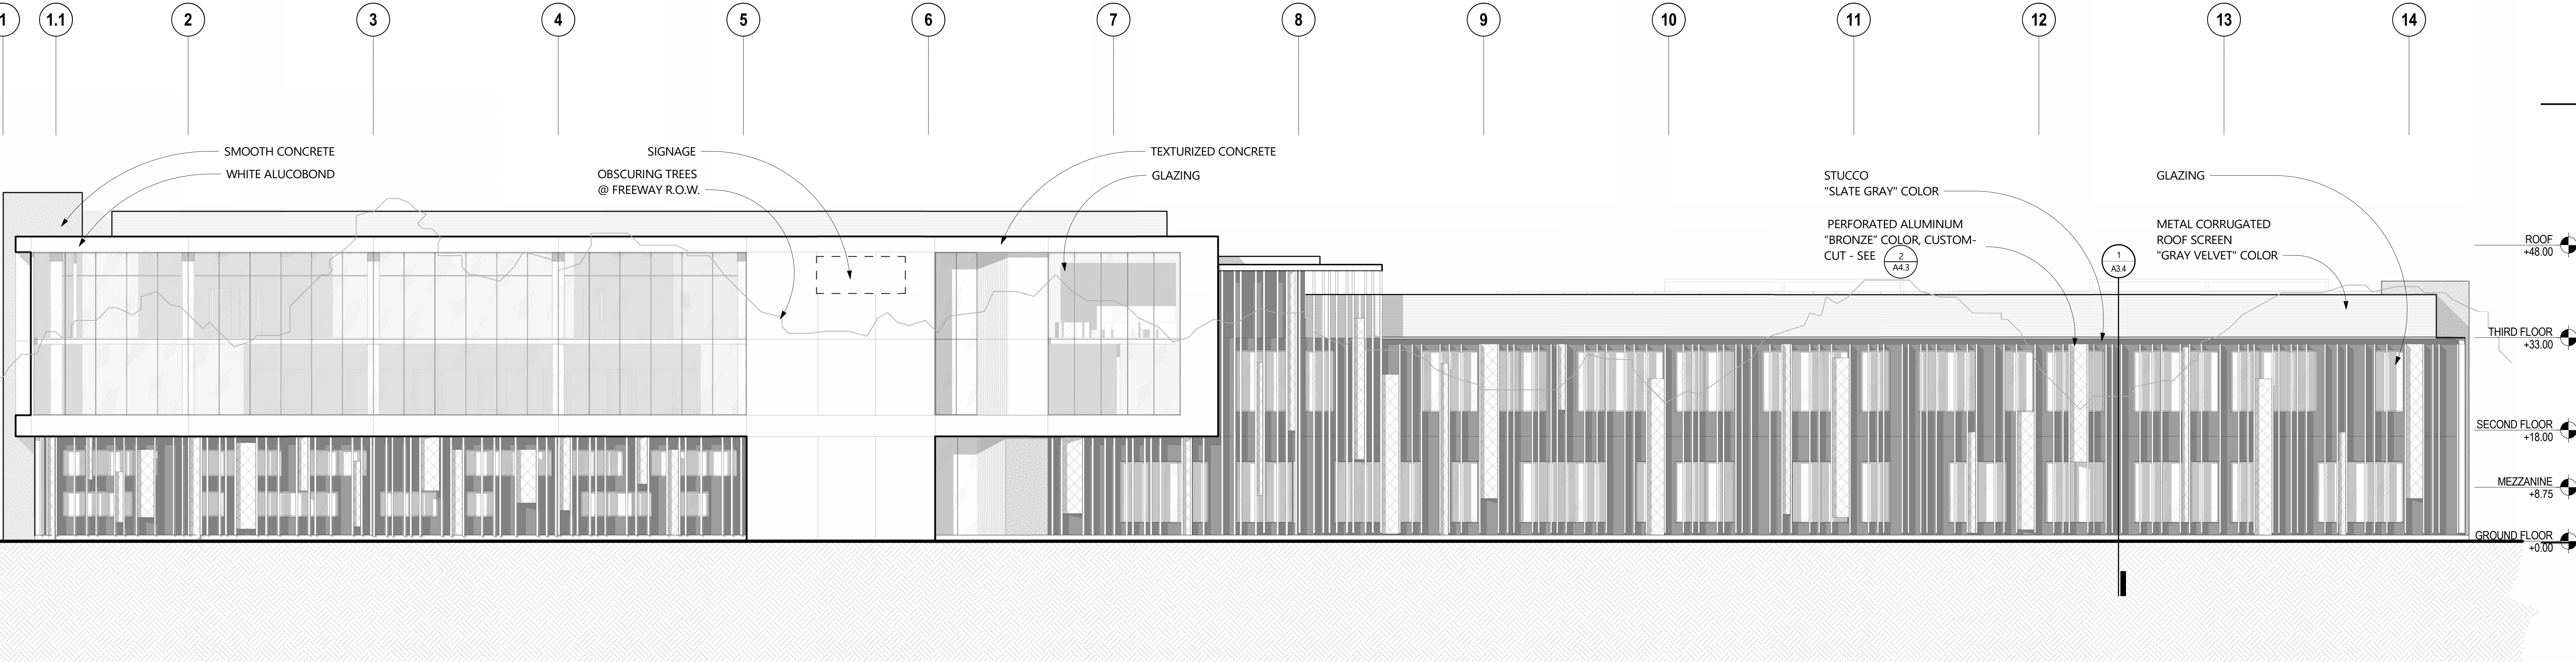 1 1.1 2 3 4 5 6 7 8 9 10 11 12 13 14
SMOOTH CONCRETE
WHITE ALUCOBOND
SIGNAGE
OBSCURING TREES
@ FREEWAY R.O.W.
TEXTURIZED CONCRETE
GLAZING
STUCCO
"SLATE GRAY" COLOR
PERFORATED ALUMINUM
"BRONZE" COLOR, CUSTOM-
CUT - SEE
2
A4.3
1
A3.4
GLAZING
METAL CORRUGATED
ROOF SCREEN
"GRAY VELVET" COLOR
ROOF
+48.00
THIRD FLOOR
+33.00
SECOND FLOOR
+18.00
MEZZANINE
+8.75
GROUND FLOOR
+0.00